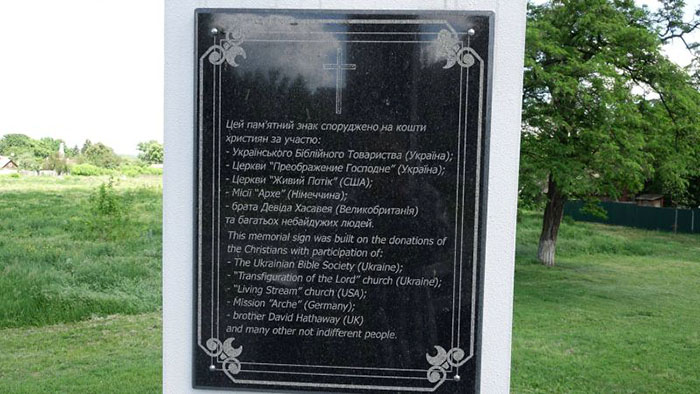 Цей пам'ятний знак споруджено на кошти
християн за участю:
- Українського Біблійного Товариства (Україна);
- Церкви "Преображение Господне" (Україна);
- Церкви "Живий Потік" (США);
- Місії "Архе" (Німеччина);
- брата Девіда Хасавея (Великобританія)
та багатьох небайдужих людей.
This memorial sign was built on the donations of
the Christians with participation of:
- The Ukrainian Bible Society (Ukraine);
- "Transfiguration of the Lord" church (Ukraine);
- "Living Stream" church (USA);
- Mission "Arche" (Germany);
- brother David Hathaway (UK)
and many other not indifferent people.